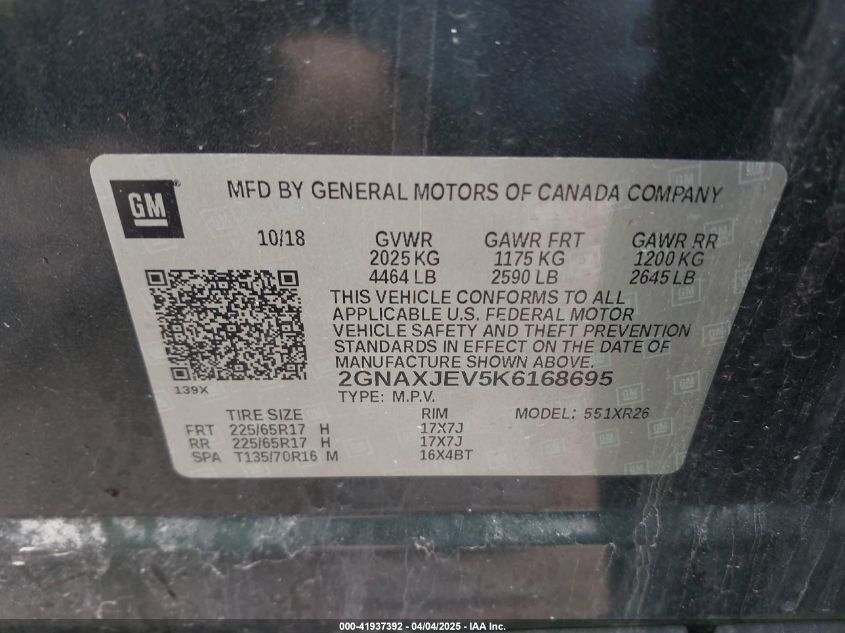 GM
MFD BY GENERAL MOTORS OF CANADA COMPANY
10/18 GVWR GAWR FRT GAWR RR
2025 KG 1175 KG 1200 KG
4464 LB 2590 LB 2645 LB
THIS VEHICLE CONFORMS TO ALL
APPLICABLE U.S. FEDERAL MOTOR
VEHICLE SAFETY AND THEFT PREVENTION
STANDARDS IN EFFECT ON THE DATE OF
MANUFACTURE SHOWN ABOVE.
139X
2GNAXJEV5K6168695
TYPE: M.P.V.
TIRE SIZE RIM MODEL: 551XR26
FRT 225/65R17 H 17X7J
RR 225/65R17 H 17X7J
SPA T135/70R16 M 16X4BT
000-41937392 - 04/04/2025 - IAA Inc.